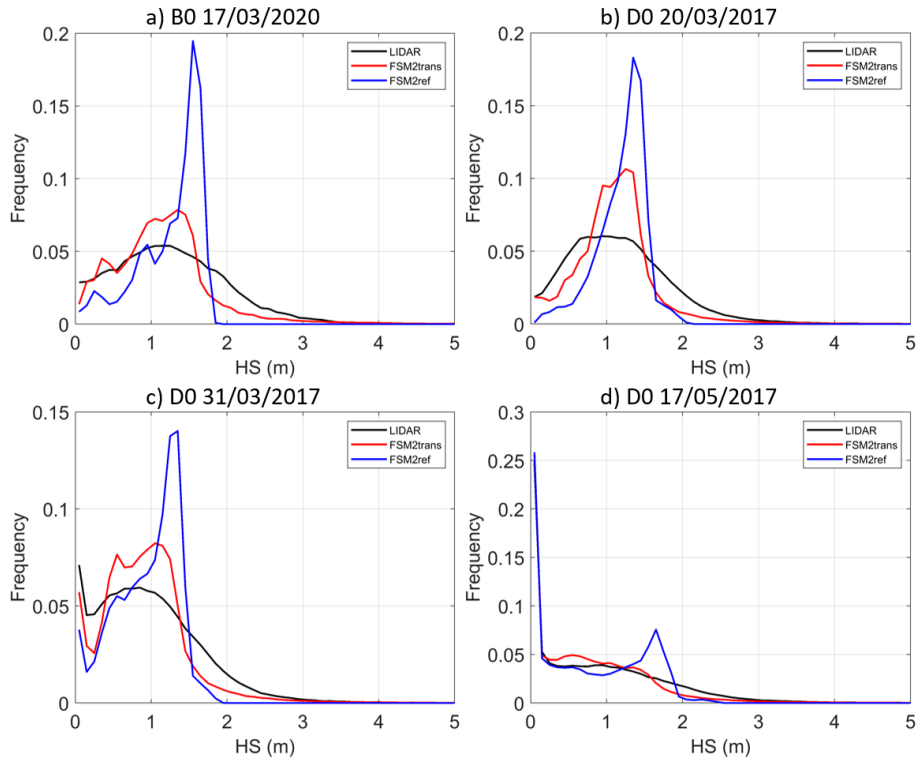 a) B0 17/03/2020
0.2
0.15
0.1
0.05
0
Frequency
LIDAR
FSM2trans
FSM2ref
0 1 2 3 4 5
HS (m)
b) D0 20/03/2017
0.2
0.15
0.1
0.05
0
Frequency
LIDAR
FSM2trans
FSM2ref
0 1 2 3 4 5
HS (m)
c) D0 31/03/2017
0.15
0.1
0.05
0
Frequency
LIDAR
FSM2trans
FSM2ref
0 1 2 3 4 5
HS (m)
d) D0 17/05/2017
0.3
0.25
0.2
0.15
0.1
0.05
0
Frequency
LIDAR
FSM2trans
FSM2ref
0 1 2 3 4 5
HS (m)